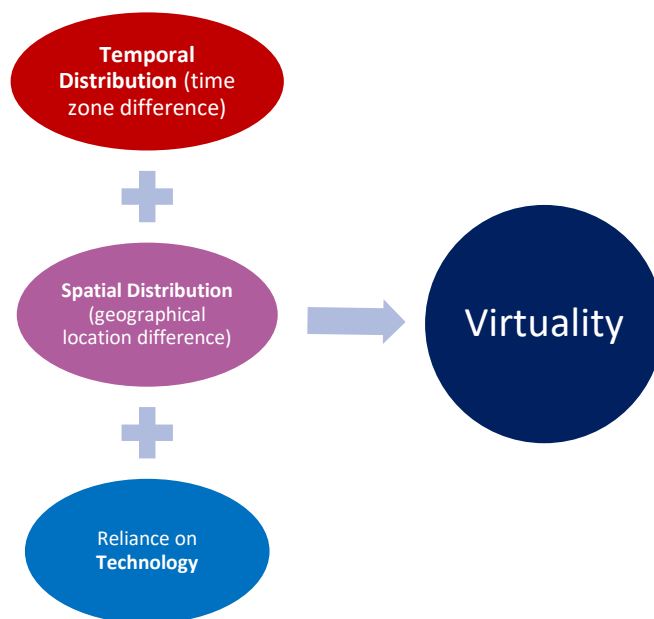 Temporal
Distribution (time
zone difference)
Spatial Distribution
(geographical
location difference)
Virtuality
Reliance on
Technology